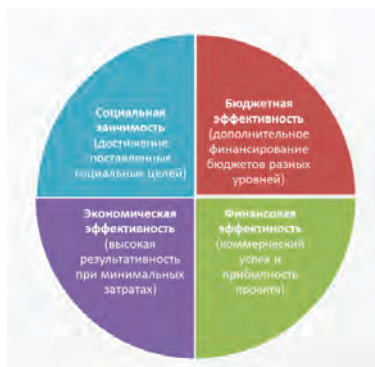 Социальная
значимость
(достижение
поставленных
социальных целей)
Бюджетная
эффективность
(дополнительное
финансирование
бюджетов разных
уровней)
Экономическая
эффективность
(высокая
результативность
при минимальных
затратах)
Финансовая
эффективность
(коммерческий
успех и
прибыльность
проекта)